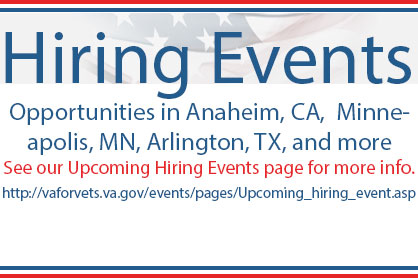 Hiring Events
Opportunities in Anaheim, CA,  Minne-
apolis, MN, Arlington, TX, and more
See our Upcoming Hiring Events page for more info.
http://vaforvets.va.gov/events/pages/Upcoming_hiring_event.asp